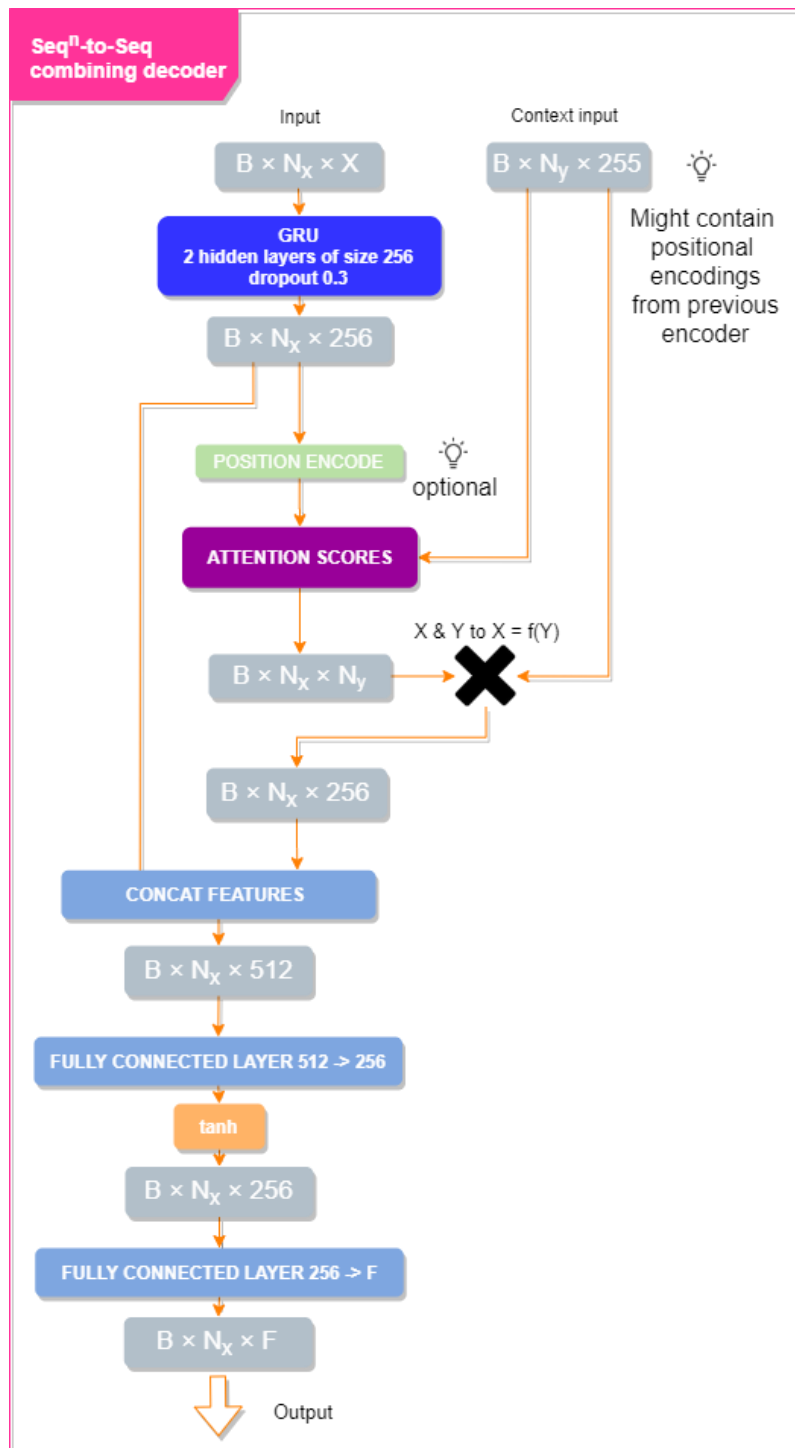 Seqⁿ-to-Seq
combining decoder
Input
Context input
B × Nₓ × X
B × Nᵧ × 255
GRU
2 hidden layers of size 256
dropout 0.3
Might contain
positional
encodings
from previous
encoder
B × Nₓ × 256
POSITION ENCODE
optional
ATTENTION SCORES
X & Y to X = f(Y)
B × Nₓ × Nᵧ
B × Nₓ × 256
CONCAT FEATURES
B × Nₓ × 512
FULLY CONNECTED LAYER 512 -> 256
tanh
B × Nₓ × 256
FULLY CONNECTED LAYER 256 -> F
B × Nₓ × F
Output